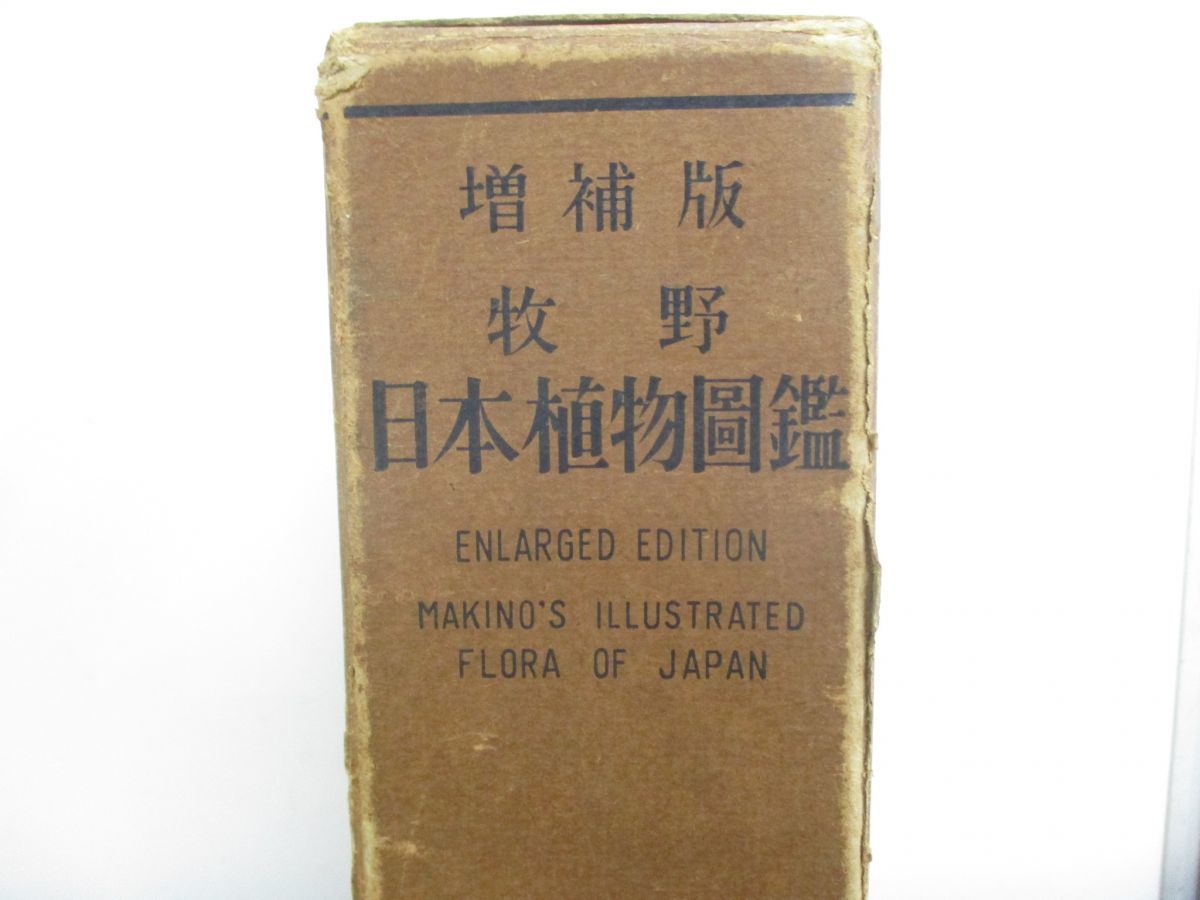 増補版
牧野
日本植物圖鑑
ENLARGED EDITION
MAKINO'S ILLUSTRATED
FLORA OF JAPAN